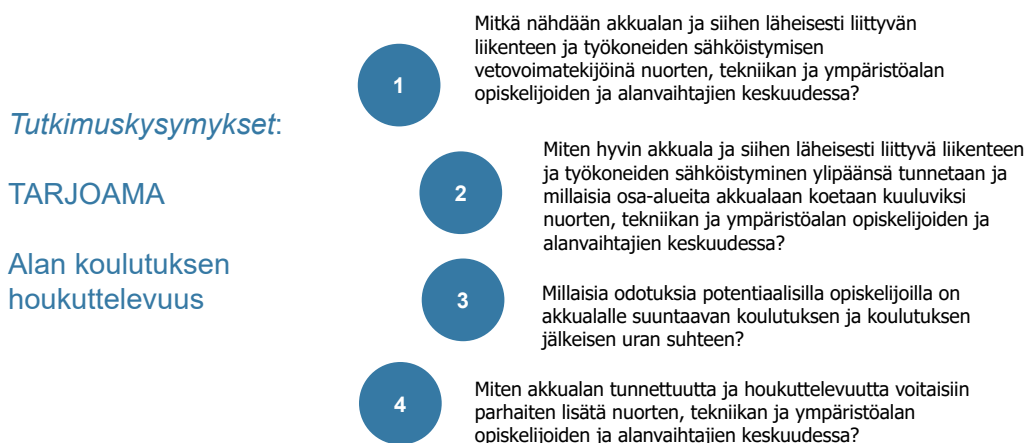 Tutkimuskysymykset:
TARJOAMA
Alan koulutuksen
houkuttelevuus
1
Mitkä nähdään akkualan ja siihen läheisesti liittyvän
liikenteen ja työkoneiden sähköistymisen
vetovoimatekijöinä nuorten, tekniikan ja ympäristöalan
opiskelijoiden ja alanvaihtajien keskuudessa?
2
Miten hyvin akkuala ja siihen läheisesti liittyvä liikenteen
ja työkoneiden sähköistyminen ylipäänsä tunnetaan ja
millaisia osa-alueita akkualaan koetaan kuuluviksi
nuorten, tekniikan ja ympäristöalan opiskelijoiden ja
alanvaihtajien keskuudessa?
3
Millaisia odotuksia potentiaalisilla opiskelijoilla on
akkualalle suuntaavan koulutuksen ja koulutuksen
jälkeisen uran suhteen?
4
Miten akkualan tunnettuutta ja houkuttelevuutta voitaisiin
parhaiten lisätä nuorten, tekniikan ja ympäristöalan
opiskelijoiden ja alanvaihtajien keskuudessa?